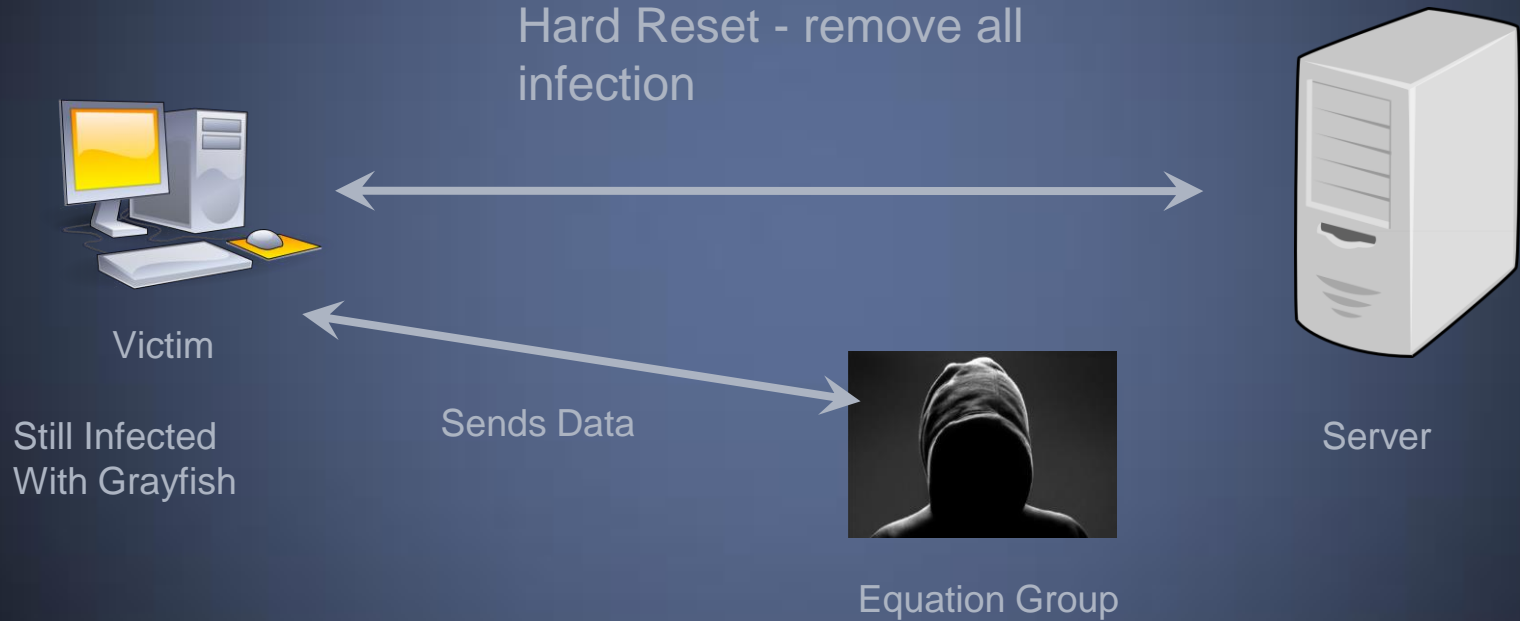 Hard Reset - remove all
infection
Victim
Still Infected
With Grayfish
Sends Data
Server
Equation Group